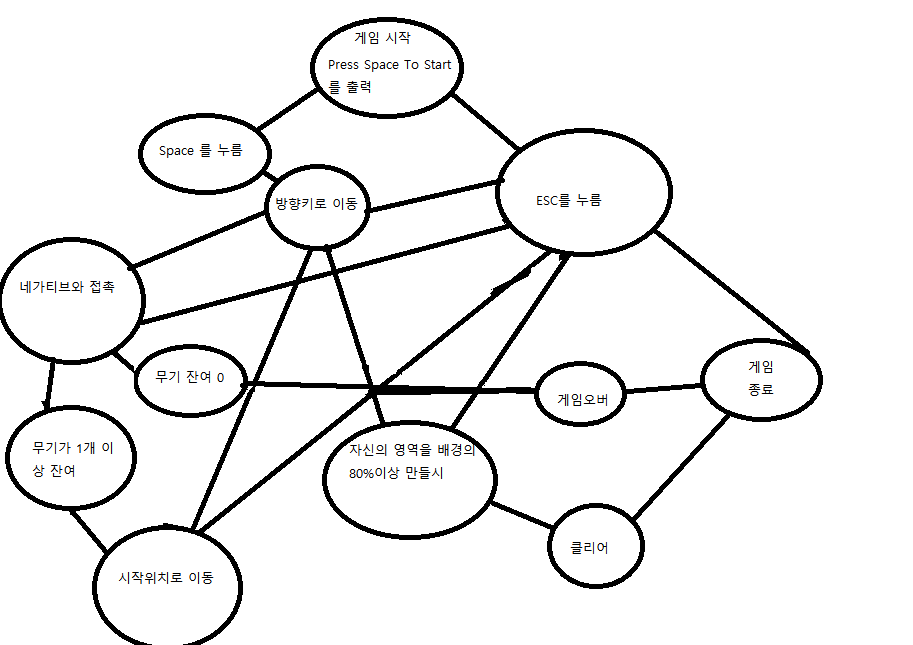 게임 시작
Press Space To Start
를 출력
Space 를 누름
방향키로 이동
ESC를 누름
네가티브와 접촉
무기 잔여 0
게임
종료
게임오버
무기가 1개 이
상 잔여
자신의 영역을 배경의
80%이상 만들시
클리어
시작위치로 이동